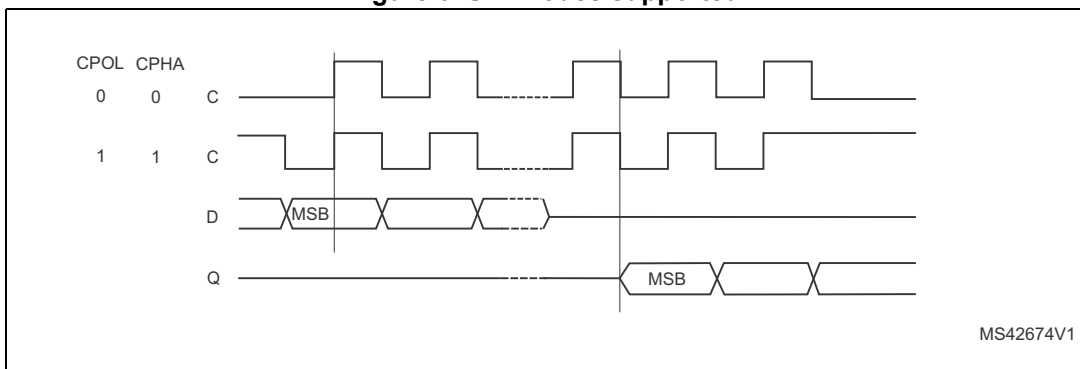 CPOL CPHA
0 0 C
1 1 C
D MSB
Q MSB
MS42674V1